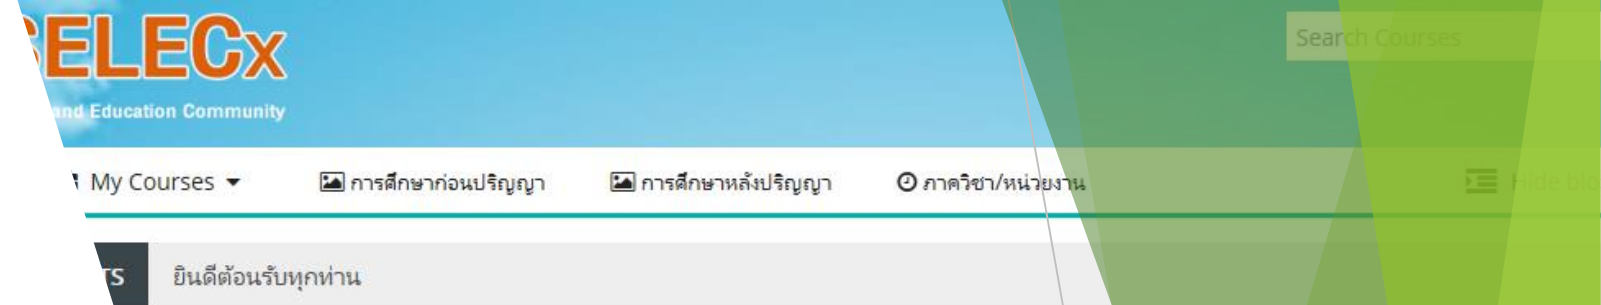 SELECx
Search Courses
and Education Community
My Courses การศึกษาก่อนปริญญา การศึกษาหลังปริญญา ภาควิชา/หน่วยงาน Hide blo
TS ยินดีต้อนรับทุกท่าน